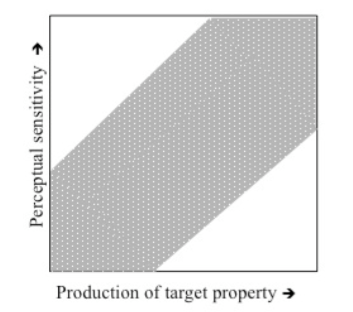 Perceptual sensitivity ➔
Production of target property ➔